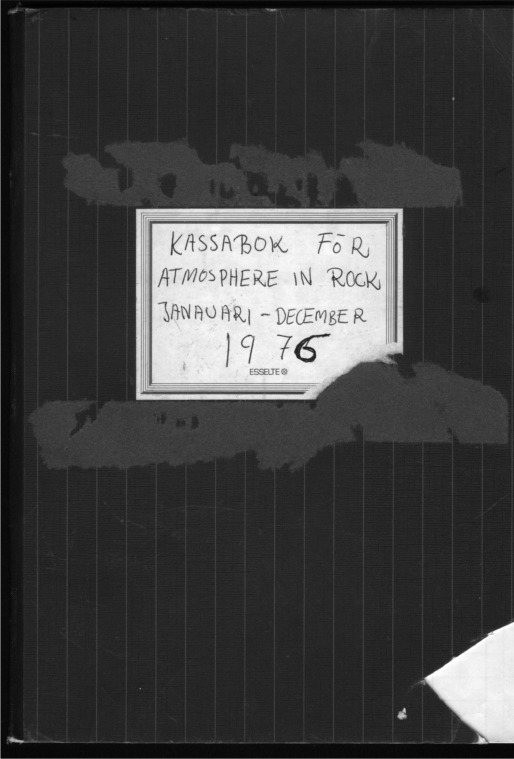 KASSABOK FÖR
ATMOSPHERE IN ROCK
JANAUARI - DECEMBER
1976
ESSELTE